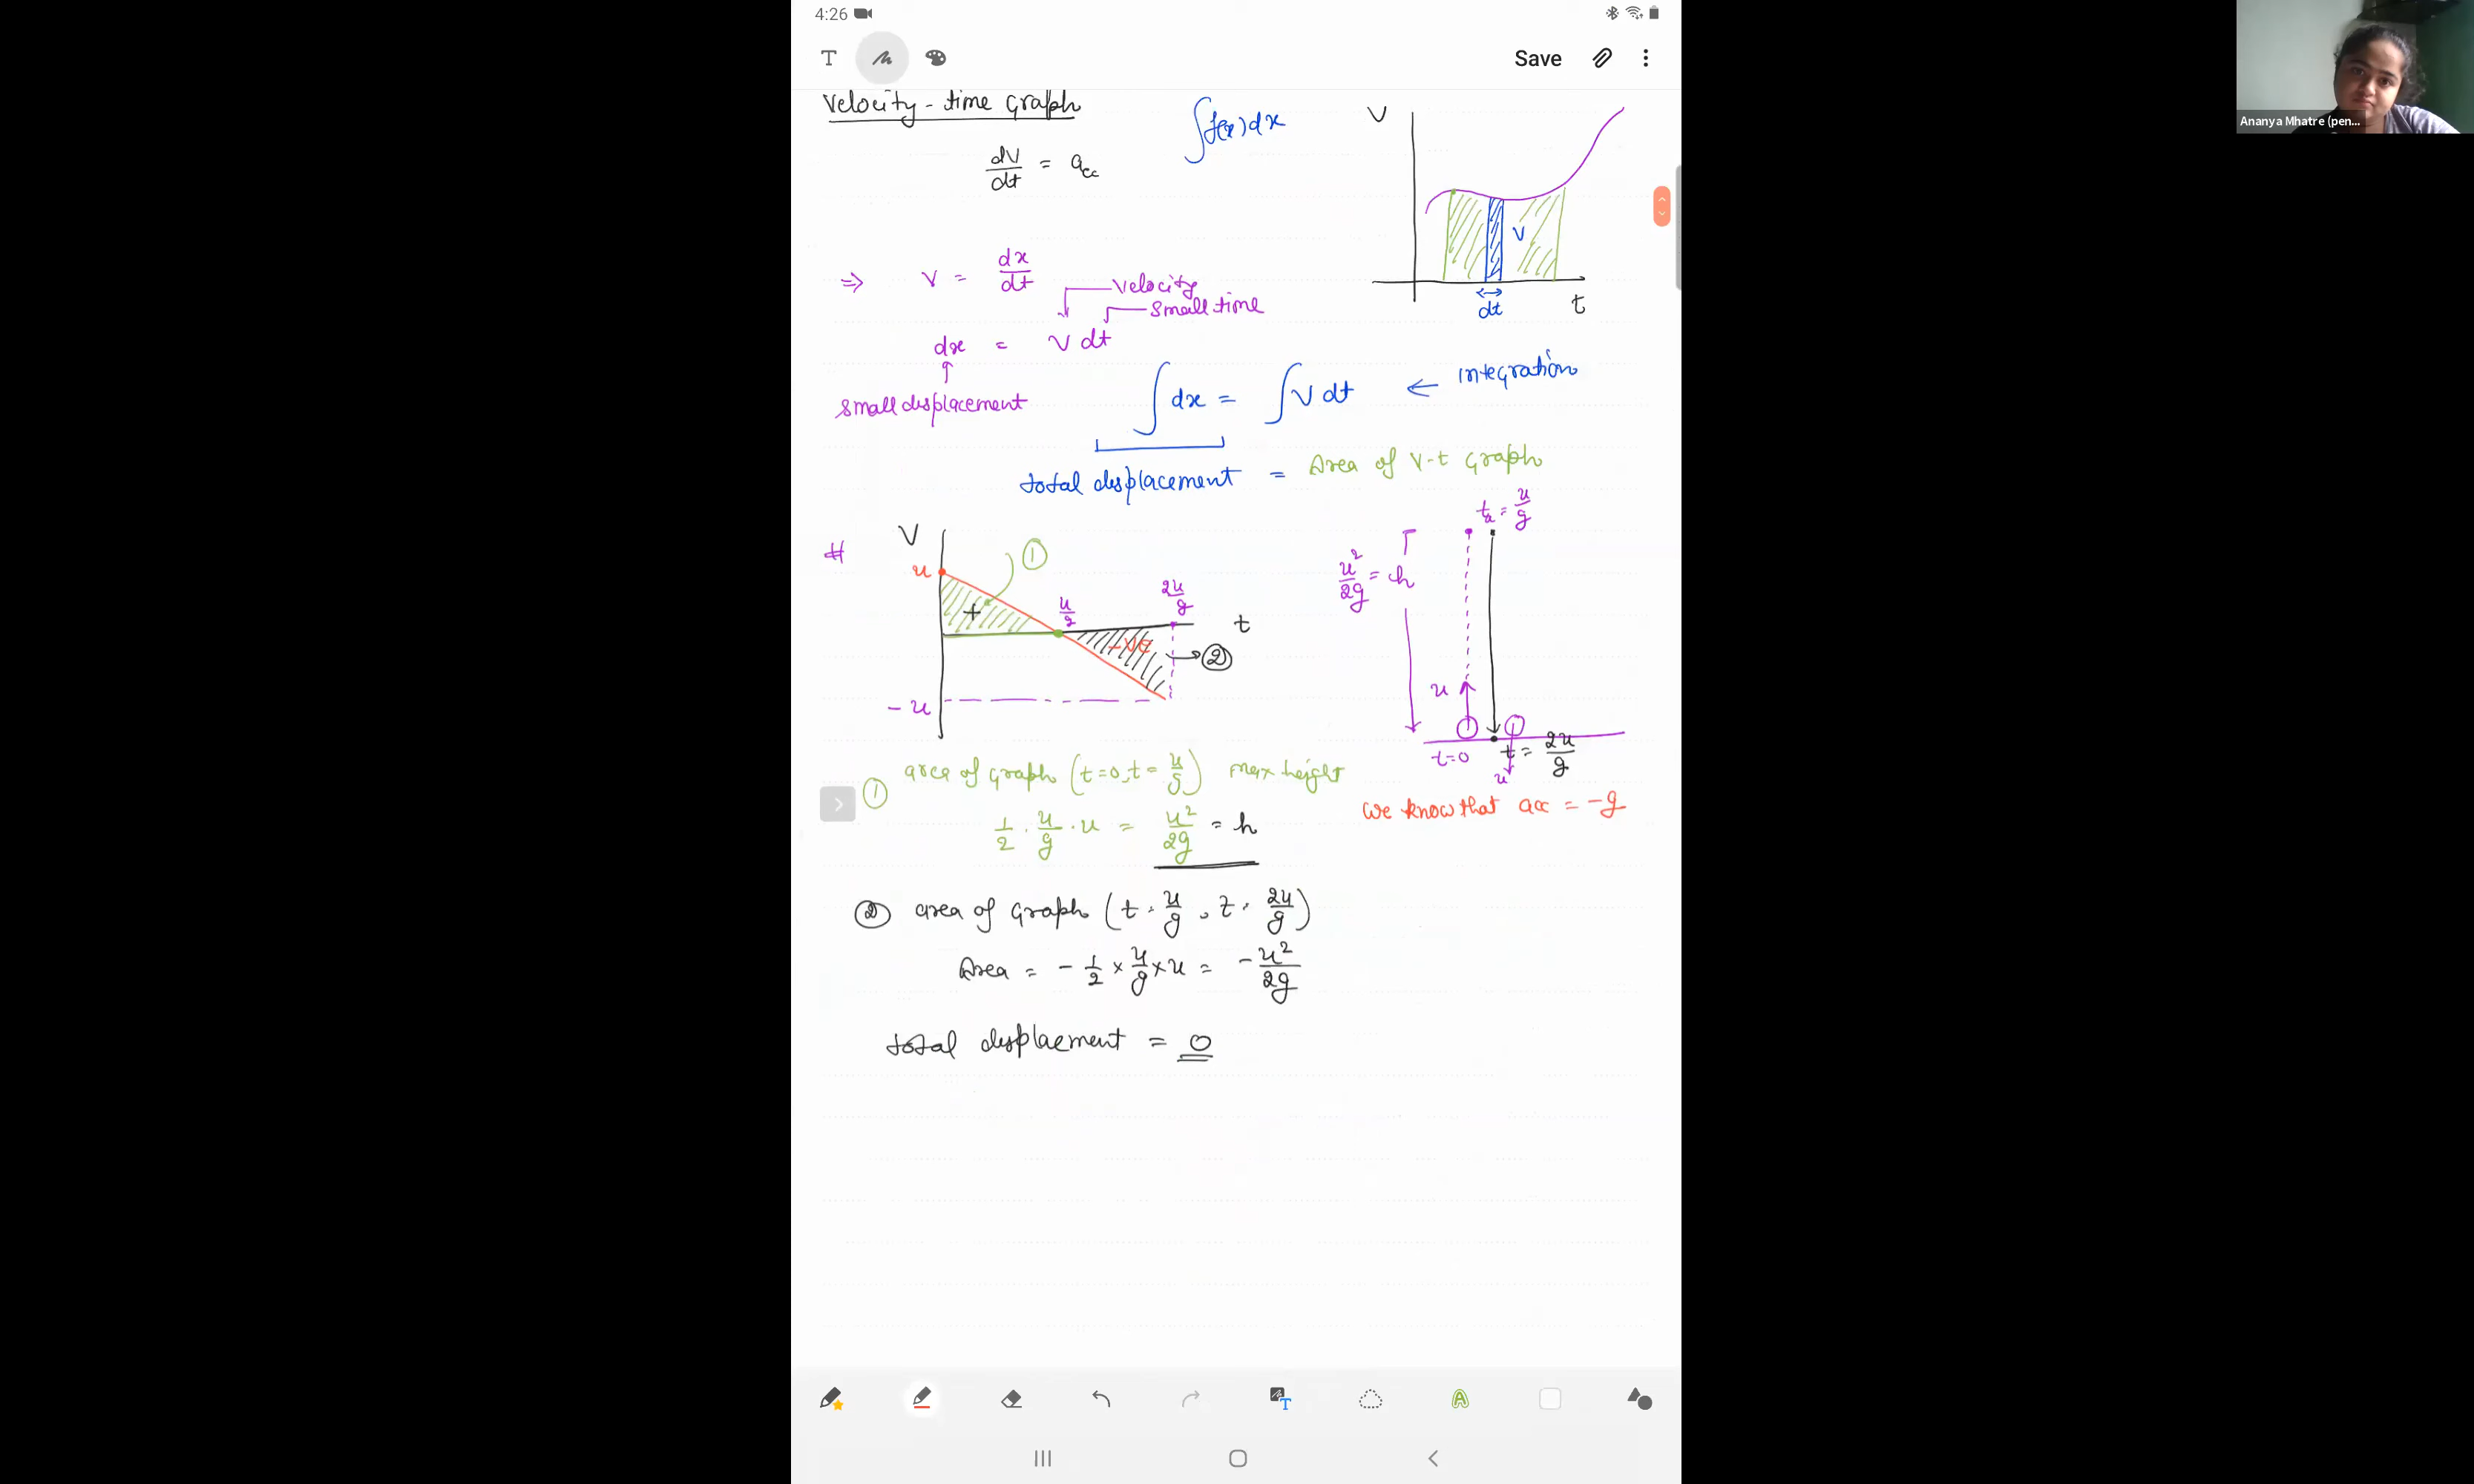 4:26
T
Save
Velocity - time Graph
∫f(x)dx
V
dV/dt = acc
V
⇒ V = dx/dt
velocity
small time
dt
t
dx = V dt
small displacement
∫dx = ∫V dt ← integration
total displacement = Area of V-t Graph
V
①
u
+
u/g
2u/g
t
-ve
②
- u
u²/2g = h
u
t=0
t = 2u/g
u
we know that acc = -g
① area of graph (t=0, t= u/g) max height
1/2 · u/g · u = u²/2g = h
② area of graph (t = u/g, t = 2u/g)
Area = - 1/2 × u/g × u = - u²/2g
total displaement = 0
Ananya Mhatre (pen...